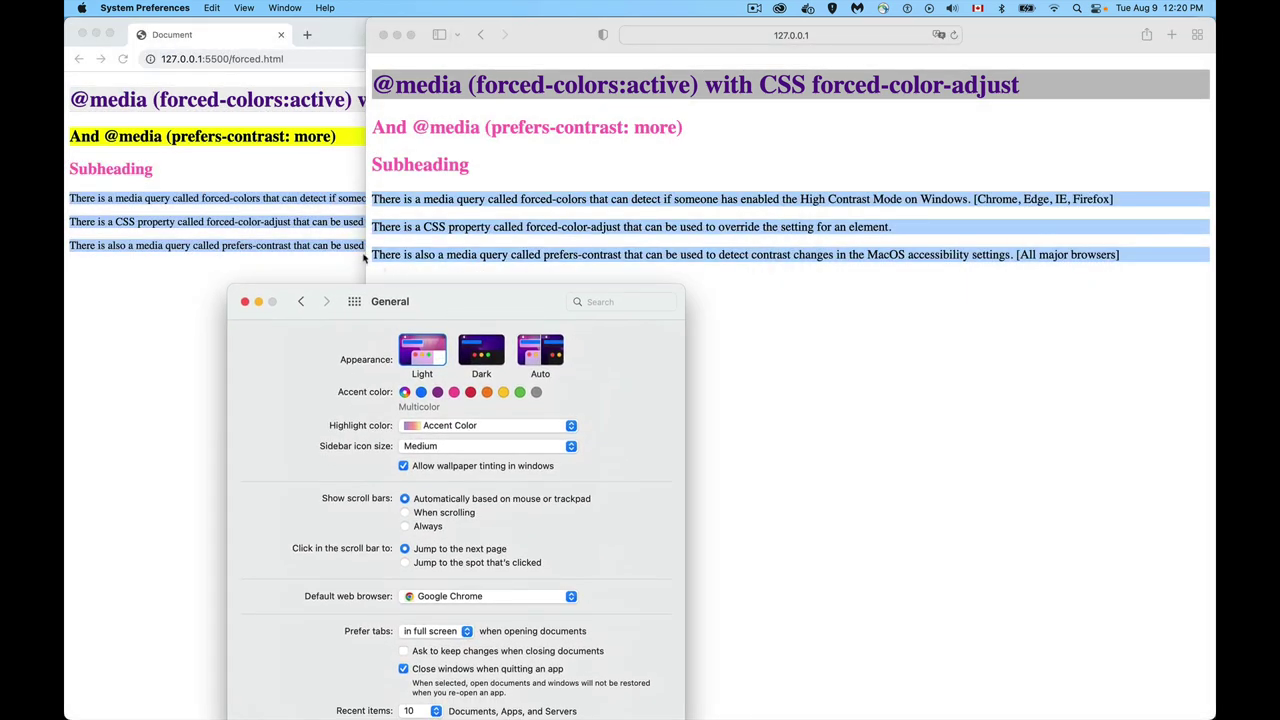 System Preferences Edit View Window Help Tue Aug 9 12:20 PM
Document
127.0.0.1:5500/forced.html
@media (forced-colors:active) w
And @media (prefers-contrast: more)
Subheading
There is a media query called forced-colors that can detect if someo
There is a CSS property called forced-color-adjust that can be used
There is also a media query called prefers-contrast that can be used
127.0.0.1
@media (forced-colors:active) with CSS forced-color-adjust
And @media (prefers-contrast: more)
Subheading
There is a media query called forced-colors that can detect if someone has enabled the High Contrast Mode on Windows. [Chrome, Edge, IE, Firefox]
There is a CSS property called forced-color-adjust that can be used to override the setting for an element.
There is also a media query called prefers-contrast that can be used to detect contrast changes in the MacOS accessibility settings. [All major browsers]
General
Search
Appearance:
Light Dark Auto
Accent color:
Multicolor
Highlight color: Accent Color
Sidebar icon size: Medium
Allow wallpaper tinting in windows
Show scroll bars: Automatically based on mouse or trackpad
When scrolling
Always
Click in the scroll bar to: Jump to the next page
Jump to the spot that's clicked
Default web browser: Google Chrome
Prefer tabs: in full screen when opening documents
Ask to keep changes when closing documents
Close windows when quitting an app
When selected, open documents and windows will not be restored
when you re-open an app.
Recent items: 10 Documents, Apps, and Servers